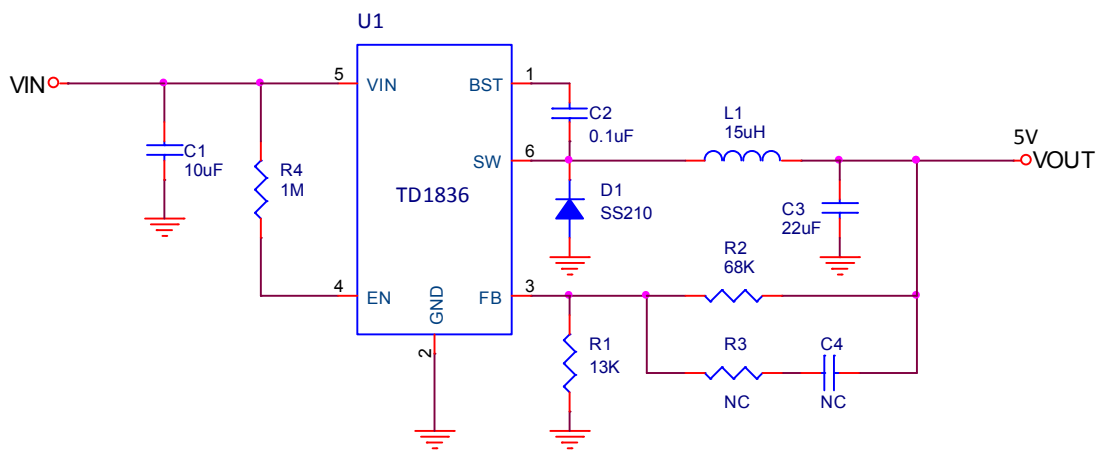 U1
VIN
5
VIN
BST
1
C2
0.1uF
L1
15uH
5V
VOUT
C1
10uF
R4
1M
SW
6
TD1836
D1
SS210
C3
22uF
R2
68K
4
EN
GND
2
FB
3
R1
13K
R3
NC
C4
NC